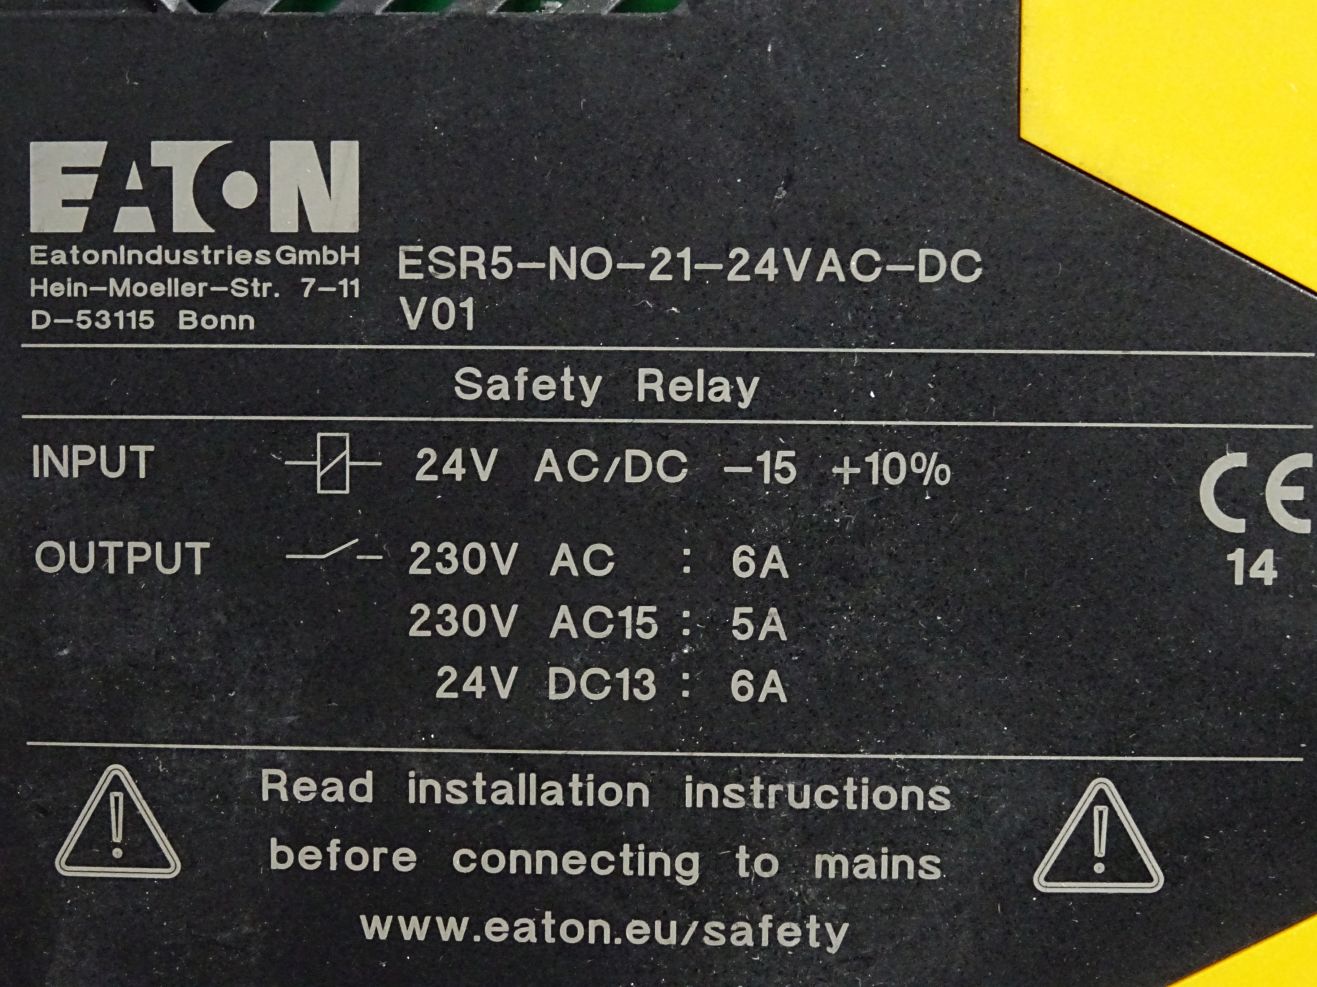 EATON
EatonIndustries GmbH
Hein-Moeller-Str. 7-11
D-53115 Bonn
ESR5-NO-21-24VAC-DC
V01
Safety Relay
INPUT 24V AC/DC -15 +10%
CE
14
OUTPUT 230V AC : 6A
230V AC15 : 5A
24V DC13 : 6A
Read installation instructions
before connecting to mains
www.eaton.eu/safety